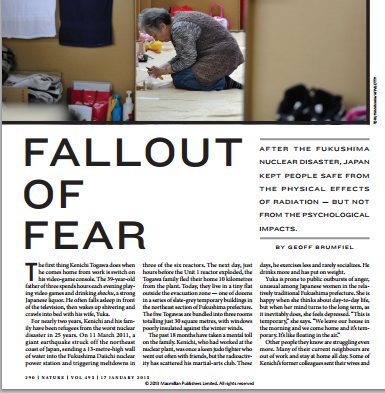 FALLOUT
OF
FEAR
AFTER THE FUKUSHIMA
NUCLEAR DISASTER, JAPAN
KEPT PEOPLE SAFE FROM
THE PHYSICAL EFFECTS
OF RADIATION — BUT NOT
FROM THE PSYCHOLOGICAL
IMPACTS.
BY GEOFF BRUMFIEL
The first thing Kenichi Togawa does when
he comes home from work is switch on
his video-game console. The 39-year-old
father of three spends hours each evening play-
ing video games and drinking shochu, a strong
Japanese liquor. He often falls asleep in front
of the television, then wakes up shivering and
crawls into bed with his wife, Yuka.
For nearly two years, Kenichi and his fam-
ily have been refugees from the worst nuclear
disaster in 25 years. On 11 March 2011, a
giant earthquake struck off the northeast
coast of Japan, sending a 13-metre-high wall
of water into the Fukushima Daiichi nuclear
power station and triggering meltdowns in
three of the six reactors. The next day, just
hours before the Unit 1 reactor exploded, the
Togawa family fled their home 10 kilometres
from the plant. Today, they live in a tiny flat
outside the evacuation zone — one of dozens
in a series of slate-grey temporary buildings in
the northeast section of Fukushima prefecture.
The five Togawas are bundled into three rooms
totalling just 30 square metres, with windows
poorly insulated against the winter winds.
The past 18 months have taken a mental toll
on the family. Kenichi, who had worked at the
nuclear plant, was once a keen judo fighter who
went out often with friends, but the radioactiv-
ity has scattered his martial-arts club. These
days, he exercises less and rarely socializes. He
drinks more and has put on weight.
Yuka is prone to public outbursts of anger,
unusual among Japanese women in the rela-
tively traditional Fukushima prefecture. She is
happy when she thinks about day-to-day life,
but when her mind turns to the long term, as
it inevitably does, she feels depressed. “This is
temporary,” she says. “We leave our house in
the morning and we come home and it's tem-
porary. It's like floating in the air.”
Other people they know are struggling even
more. Many of their current neighbours are
out of work and stay at home all day. Some of
Kenichi's former colleagues sent their wives and
290 | NATURE | VOL 493 | 17 JANUARY 2013
© 2013 Macmillan Publishers Limited. All rights reserved